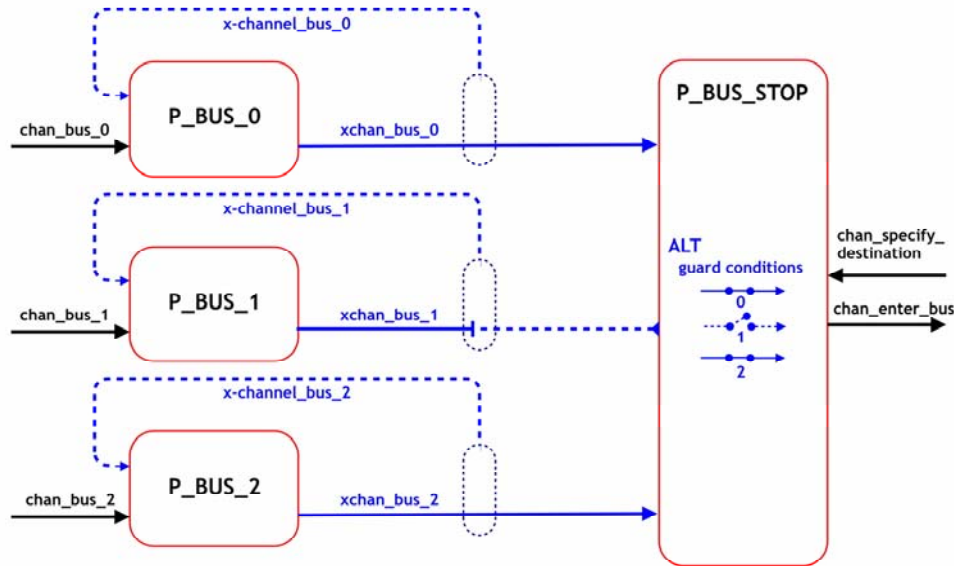 x-channel_bus_0
P_BUS_0
chan_bus_0
xchan_bus_0
P_BUS_STOP
x-channel_bus_1
P_BUS_1
chan_bus_1
xchan_bus_1
ALT
guard conditions
0
1
2
chan_specify_
destination
chan_enter_bus
x-channel_bus_2
P_BUS_2
chan_bus_2
xchan_bus_2